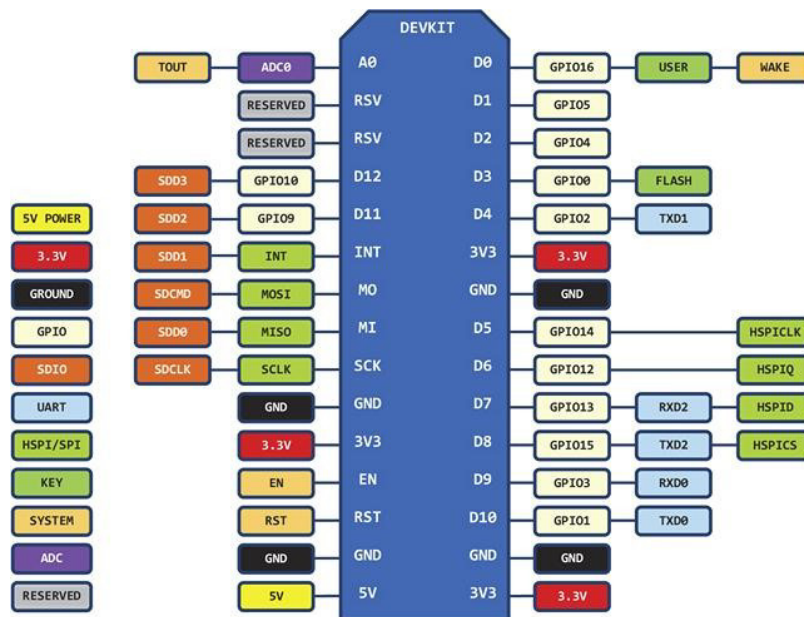 DEVKIT
TOUT ADC0 A0 D0 GPIO16 USER WAKE
RESERVED RSV D1 GPIO5
RESERVED RSV D2 GPIO4
SDD3 GPIO10 D12 D3 GPIO0 FLASH
5V POWER SDD2 GPIO9 D11 D4 GPIO2 TXD1
3.3V SDD1 INT INT 3V3 3.3V
GROUND SDCMD MOSI MO GND GND
GPIO SDD0 MISO MI D5 GPIO14 HSPICLK
SDIO SDCLK SCLK SCK D6 GPIO12 HSPIQ
UART GND GND D7 GPIO13 RXD2 HSPID
HSPI/SPI 3.3V 3V3 D8 GPIO15 TXD2 HSPICS
KEY EN EN D9 GPIO3 RXD0
SYSTEM RST RST D10 GPIO1 TXD0
ADC GND GND GND GND
RESERVED 5V 5V 3V3 3.3V